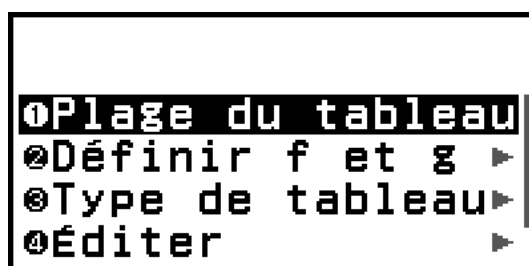 ❶Plage du tableau
❷Définir f et g ▶
❸Type de tableau▶
❹Éditer ▶